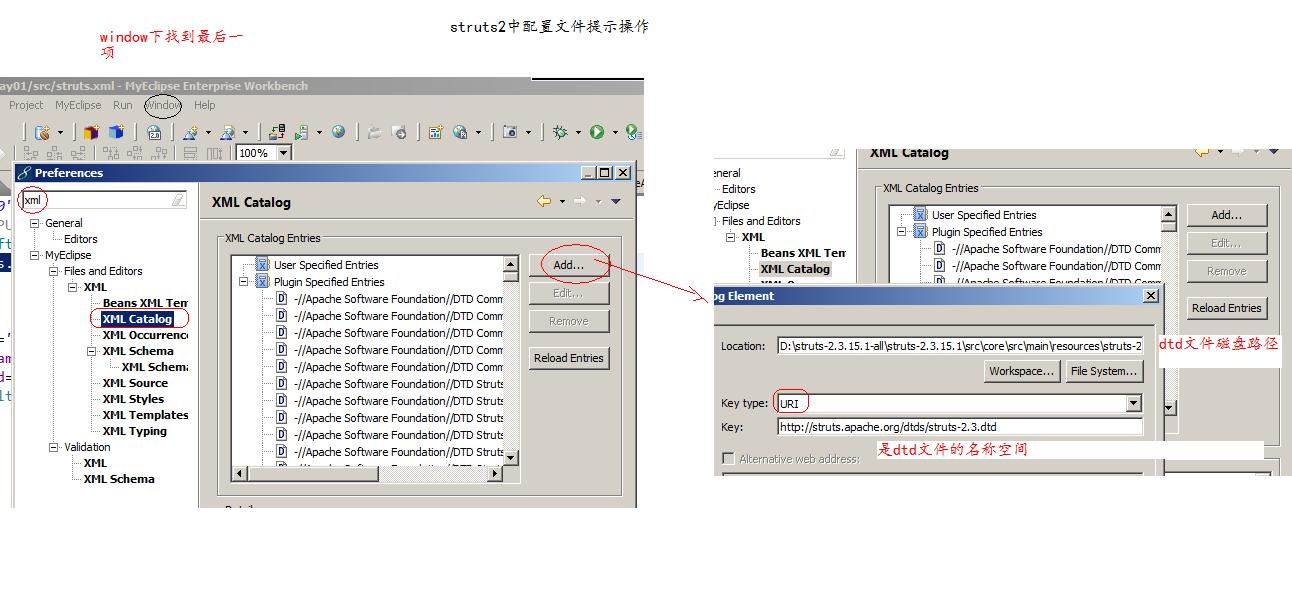 struts2中配置文件提示操作
window下找到最后一
项
ay01/src/struts.xml - MyEclipse Enterprise Workbench
Project MyEclipse Run Window Help
100%
Preferences
xml
General
Editors
MyEclipse
Files and Editors
XML
Beans XML Tem
XML Catalog
XML Occurrence
XML Schema
XML Schema
XML Source
XML Styles
XML Templates
XML Typing
Validation
XML
XML Schema
XML Catalog
XML Catalog Entries
User Specified Entries
Plugin Specified Entries
-//Apache Software Foundation//DTD Comm
-//Apache Software Foundation//DTD Comm
-//Apache Software Foundation//DTD Comm
-//Apache Software Foundation//DTD Comm
-//Apache Software Foundation//DTD Comm
-//Apache Software Foundation//DTD Struts
-//Apache Software Foundation//DTD Struts
-//Apache Software Foundation//DTD Struts
-//Apache Software Foundation//DTD Struts
-//Apache Software Foundation//DTD Struts
Add...
Edit...
Remove
Reload Entries
XML Catalog
eneral
Editors
yEclipse
Files and Editors
XML
Beans XML Tem
XML Catalog
XML Catalog Entries
User Specified Entries
Plugin Specified Entries
-//Apache Software Foundation//DTD Comm
-//Apache Software Foundation//DTD Comm
Add...
Edit...
Remove
Reload Entries
og Element
Location: D:\struts-2.3.15.1-all\struts-2.3.15.1\src\core\src\main\resources\struts-2
dtd文件磁盘路径
Workspace... File System...
Key type: URI
Key: http://struts.apache.org/dtds/struts-2.3.dtd
是dtd文件的名称空间
Alternative web address: